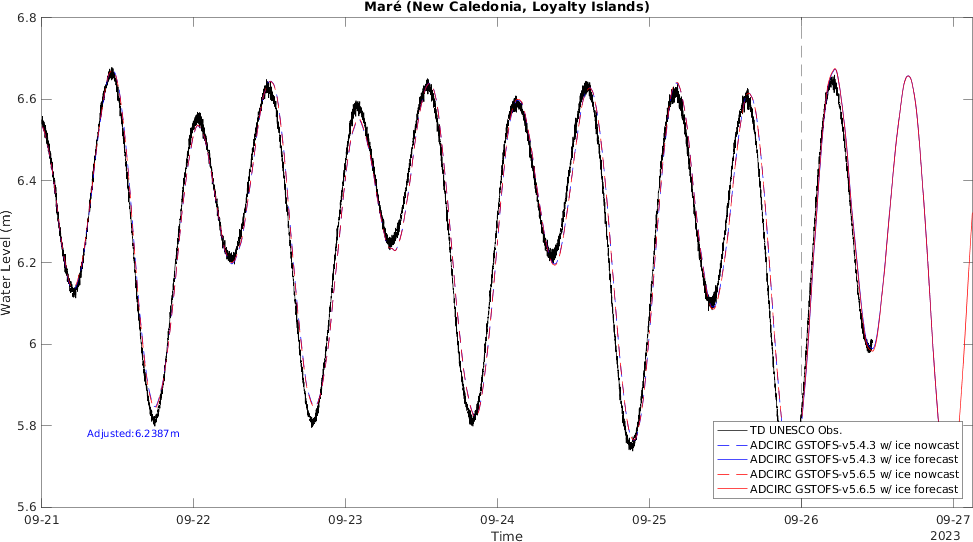 Maré (New Caledonia, Loyalty Islands)
6.8
6.6
6.4
6.2
6
5.8
5.6
Water Level (m)
Adjusted:6.2387m
TD UNESCO Obs.
ADCIRC GSTOFS-v5.4.3 w/ ice nowcast
ADCIRC GSTOFS-v5.4.3 w/ ice forecast
ADCIRC GSTOFS-v5.6.5 w/ ice nowcast
ADCIRC GSTOFS-v5.6.5 w/ ice forecast
09-21 09-22 09-23 09-24 09-25 09-26 09-27
Time
2023